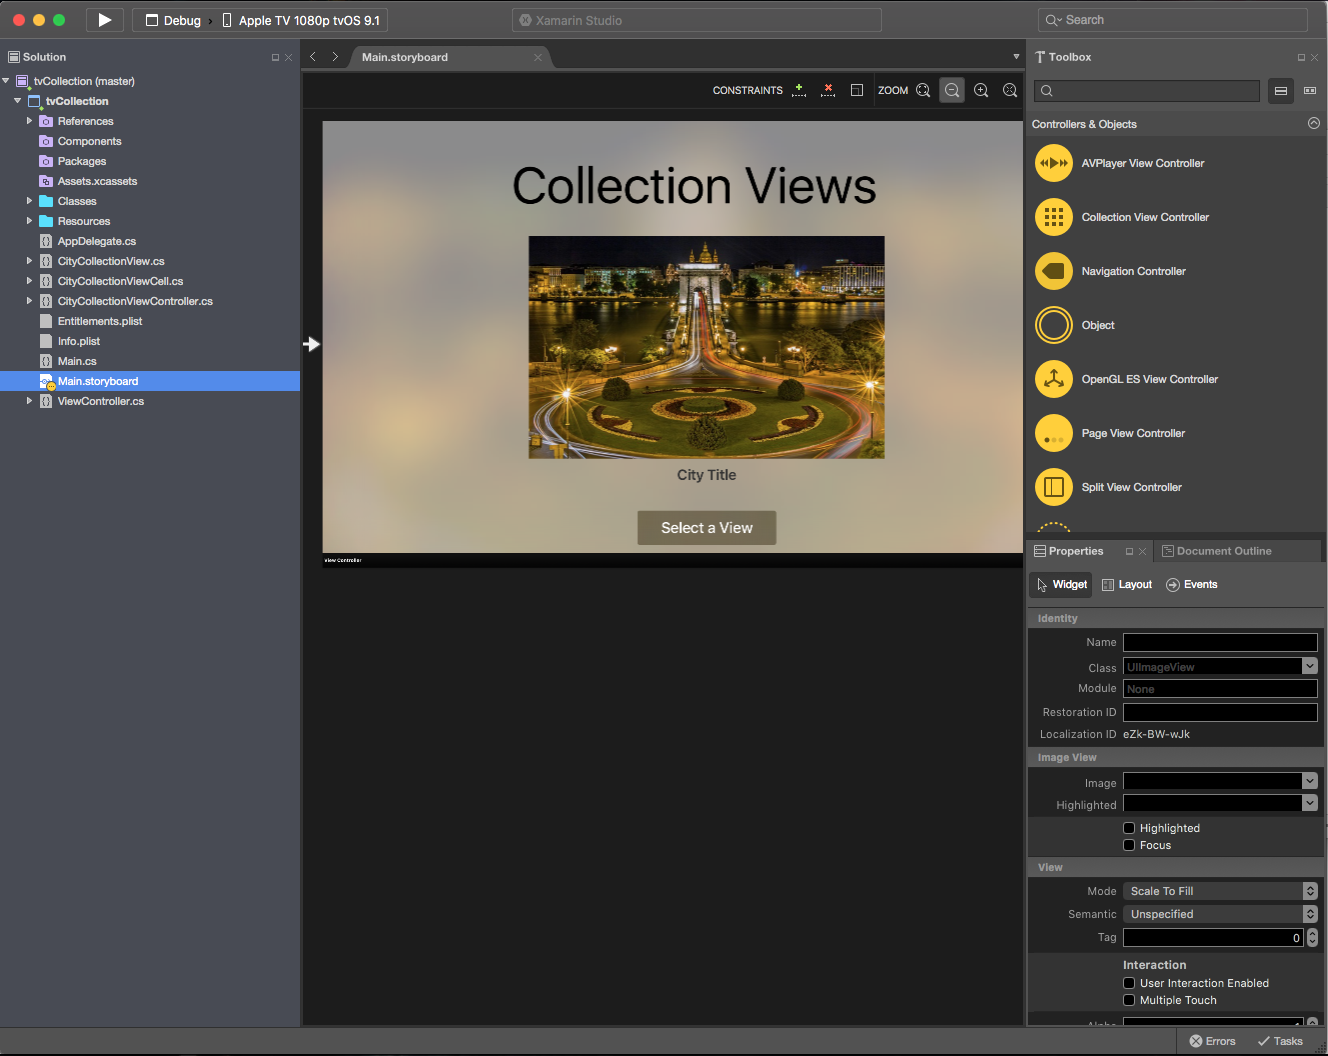 Debug › Apple TV 1080p tvOS 9.1
Xamarin Studio
Search
Solution
tvCollection (master)
tvCollection
References
Components
Packages
Assets.xcassets
Classes
Resources
AppDelegate.cs
CityCollectionView.cs
CityCollectionViewCell.cs
CityCollectionViewController.cs
Entitlements.plist
Info.plist
Main.cs
Main.storyboard
ViewController.cs
Main.storyboard
CONSTRAINTS ZOOM
Collection Views
City Title
Select a View
View Controller
Toolbox
Controllers & Objects
AVPlayer View Controller
Collection View Controller
Navigation Controller
Object
OpenGL ES View Controller
Page View Controller
Split View Controller
Properties Document Outline
Widget Layout Events
Identity
Name
Class UIImageView
Module None
Restoration ID
Localization ID eZk-BW-wJk
Image View
Image
Highlighted
Highlighted
Focus
View
Mode Scale To Fill
Semantic Unspecified
Tag 0
Interaction
User Interaction Enabled
Multiple Touch
Alpha 1
Errors Tasks